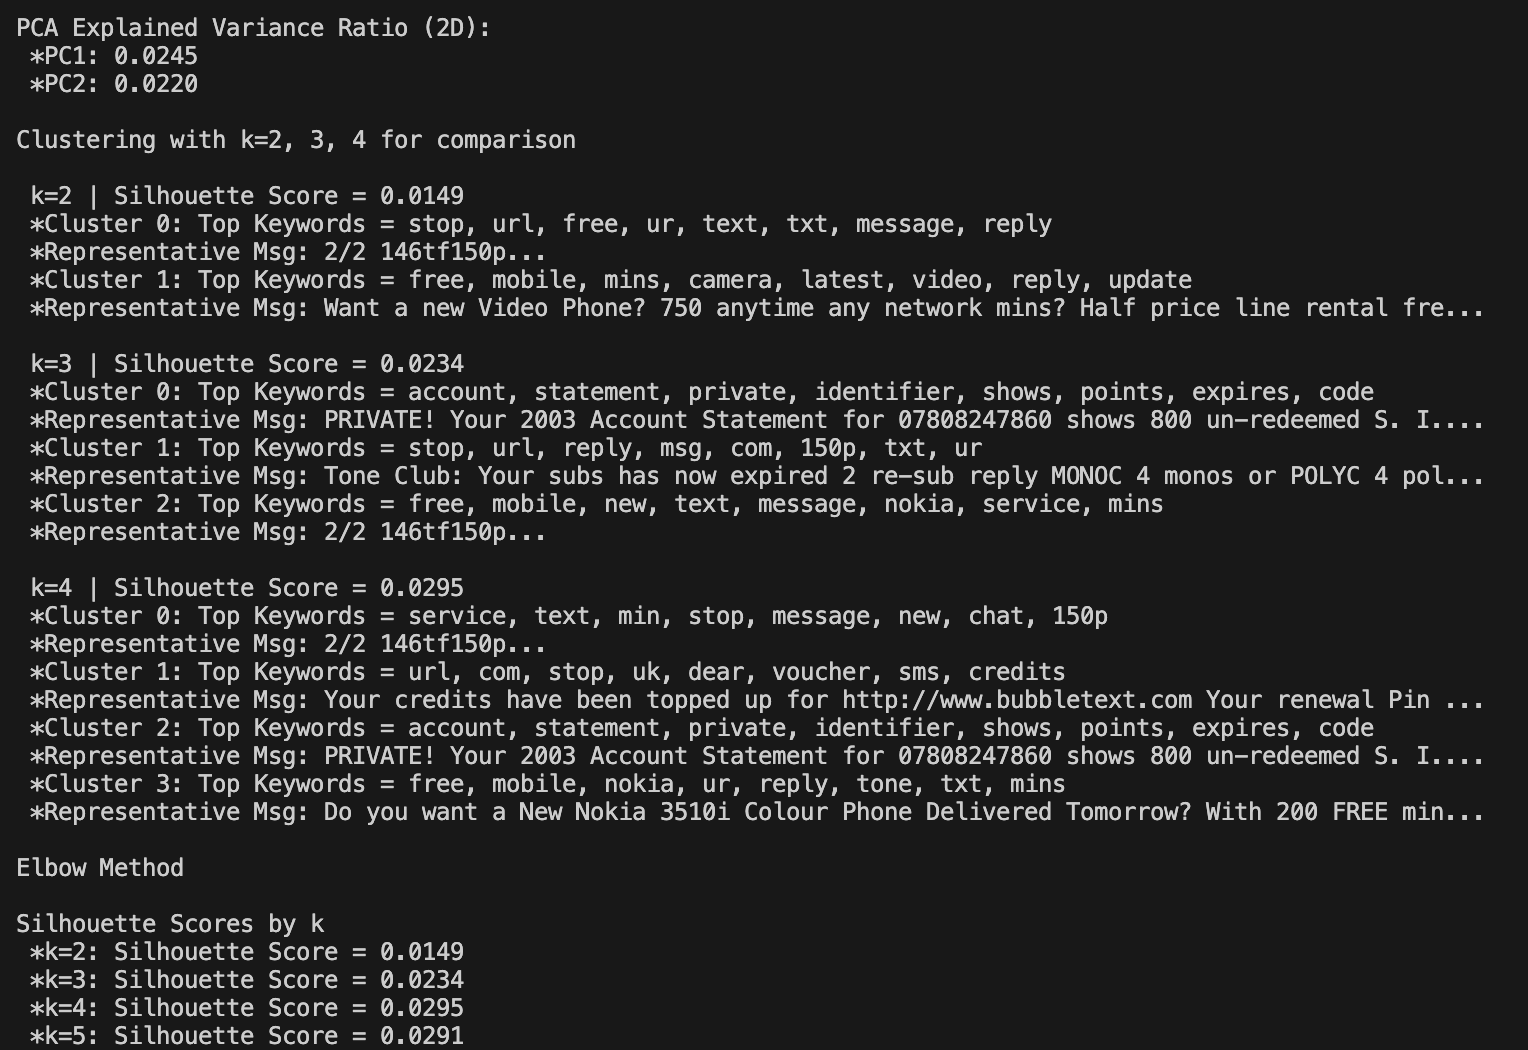 PCA Explained Variance Ratio (2D):
*PC1: 0.0245
*PC2: 0.0220
Clustering with k=2, 3, 4 for comparison
k=2 | Silhouette Score = 0.0149
*Cluster 0: Top Keywords = stop, url, free, ur, text, txt, message, reply
*Representative Msg: 2/2 146tf150p...
*Cluster 1: Top Keywords = free, mobile, mins, camera, latest, video, reply, update
*Representative Msg: Want a new Video Phone? 750 anytime any network mins? Half price line rental fre...
k=3 | Silhouette Score = 0.0234
*Cluster 0: Top Keywords = account, statement, private, identifier, shows, points, expires, code
*Representative Msg: PRIVATE! Your 2003 Account Statement for 07808247860 shows 800 un-redeemed S. I....
*Cluster 1: Top Keywords = stop, url, reply, msg, com, 150p, txt, ur
*Representative Msg: Tone Club: Your subs has now expired 2 re-sub reply MONOC 4 monos or POLYC 4 pol...
*Cluster 2: Top Keywords = free, mobile, new, text, message, nokia, service, mins
*Representative Msg: 2/2 146tf150p...
k=4 | Silhouette Score = 0.0295
*Cluster 0: Top Keywords = service, text, min, stop, message, new, chat, 150p
*Representative Msg: 2/2 146tf150p...
*Cluster 1: Top Keywords = url, com, stop, uk, dear, voucher, sms, credits
*Representative Msg: Your credits have been topped up for http://www.bubbletext.com Your renewal Pin ...
*Cluster 2: Top Keywords = account, statement, private, identifier, shows, points, expires, code
*Representative Msg: PRIVATE! Your 2003 Account Statement for 07808247860 shows 800 un-redeemed S. I....
*Cluster 3: Top Keywords = free, mobile, nokia, ur, reply, tone, txt, mins
*Representative Msg: Do you want a New Nokia 3510i Colour Phone Delivered Tomorrow? With 200 FREE min...
Elbow Method
Silhouette Scores by k
*k=2: Silhouette Score = 0.0149
*k=3: Silhouette Score = 0.0234
*k=4: Silhouette Score = 0.0295
*k=5: Silhouette Score = 0.0291